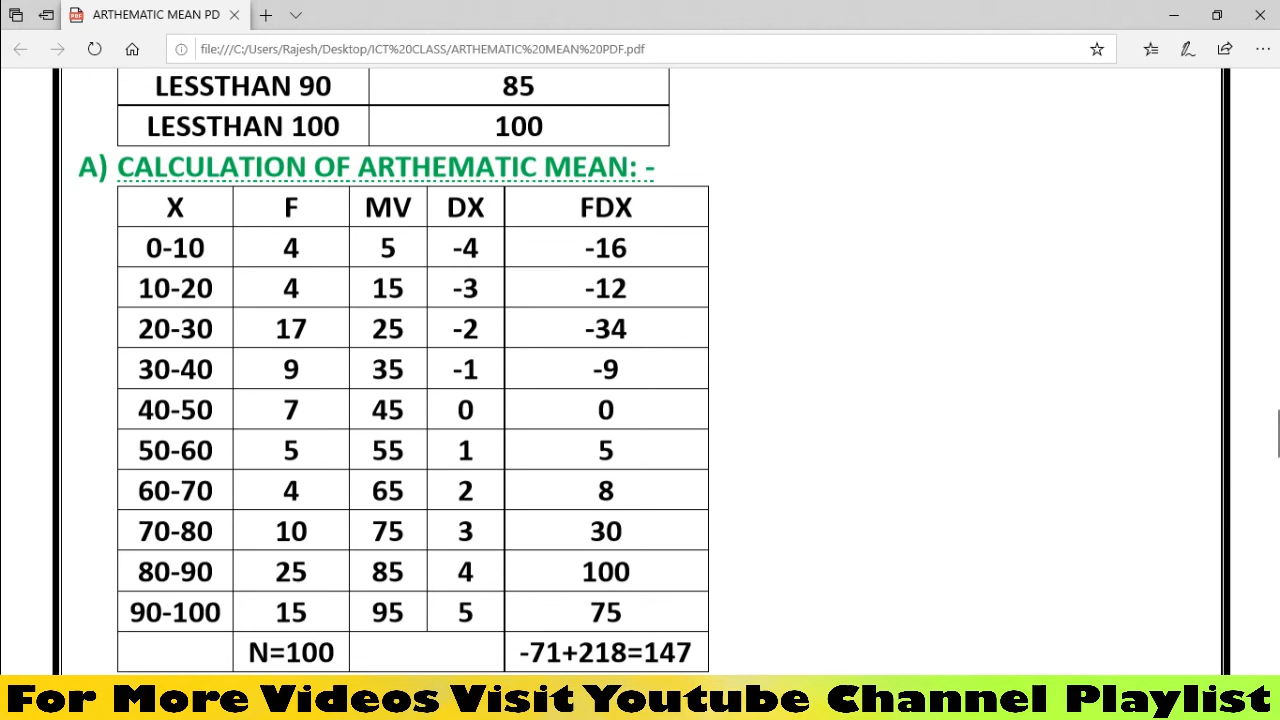 ARTHEMATIC MEAN PD
file:///C:/Users/Rajesh/Desktop/ICT%20CLASS/ARTHEMATIC%20MEAN%20PDF.pdf
LESSTHAN 90 85
LESSTHAN 100 100
A) CALCULATION OF ARTHEMATIC MEAN: -
X F MV DX FDX
0-10 4 5 -4 -16
10-20 4 15 -3 -12
20-30 17 25 -2 -34
30-40 9 35 -1 -9
40-50 7 45 0 0
50-60 5 55 1 5
60-70 4 65 2 8
70-80 10 75 3 30
80-90 25 85 4 100
90-100 15 95 5 75
N=100 -71+218=147
For More Videos Visit Youtube Channel Playlist